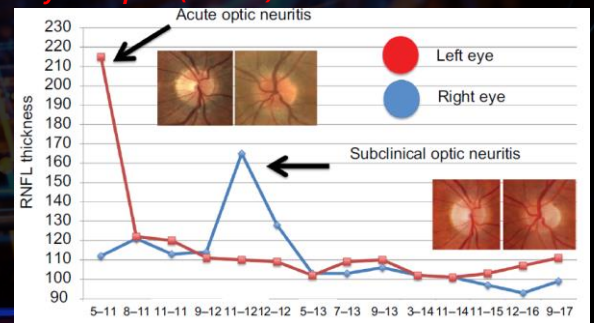 Acute optic neuritis
230
220
210
200
190
180
170
160
150
140
130
120
110
100
90
RNFL thickness
Left eye
Right eye
Subclinical optic neuritis
5–11 8–11 11–11 9–12 11–12 12–12 5–13 7–13 9–13 3–14 11–14 11–15 12–16 9–17